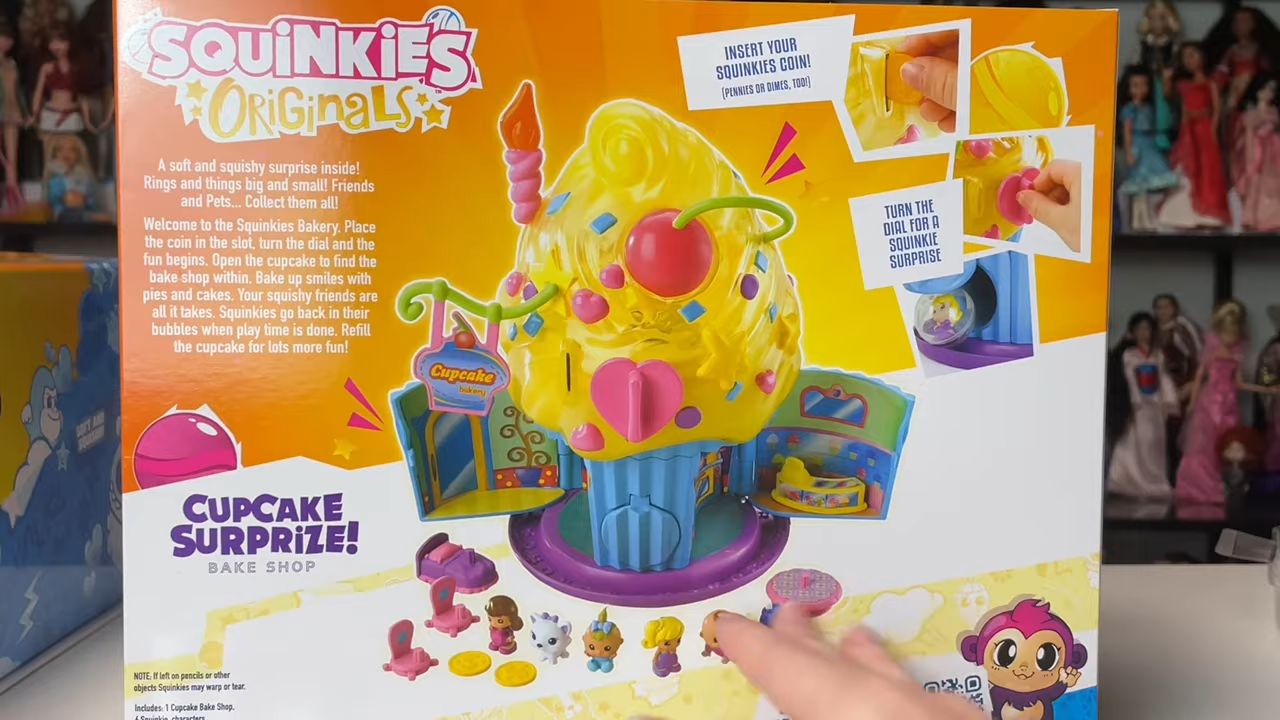 SQUiNKiES™
ORiGiNALS
A soft and squishy surprise inside!
Rings and things big and small! Friends
and Pets... Collect them all!
Welcome to the Squinkies Bakery. Place
the coin in the slot, turn the dial and the
fun begins. Open the cupcake to find the
bake shop within. Bake up smiles with
pies and cakes. Your squishy friends are
all it takes. Squinkies go back in their
bubbles when play time is done. Refill
the cupcake for lots more fun!
INSERT YOUR
SQUINKIES COIN!
(PENNIES OR DIMES, TOO!)
TURN THE
DIAL FOR A
SQUINKIE
SURPRISE
Cupcake
bakery
CUPCAKE
SURPRiZE!
BAKE SHOP
NOTE: If left on pencils or other
objects Squinkies may warp or tear.
Includes: 1 Cupcake Bake Shop,
6 Squinkie characters